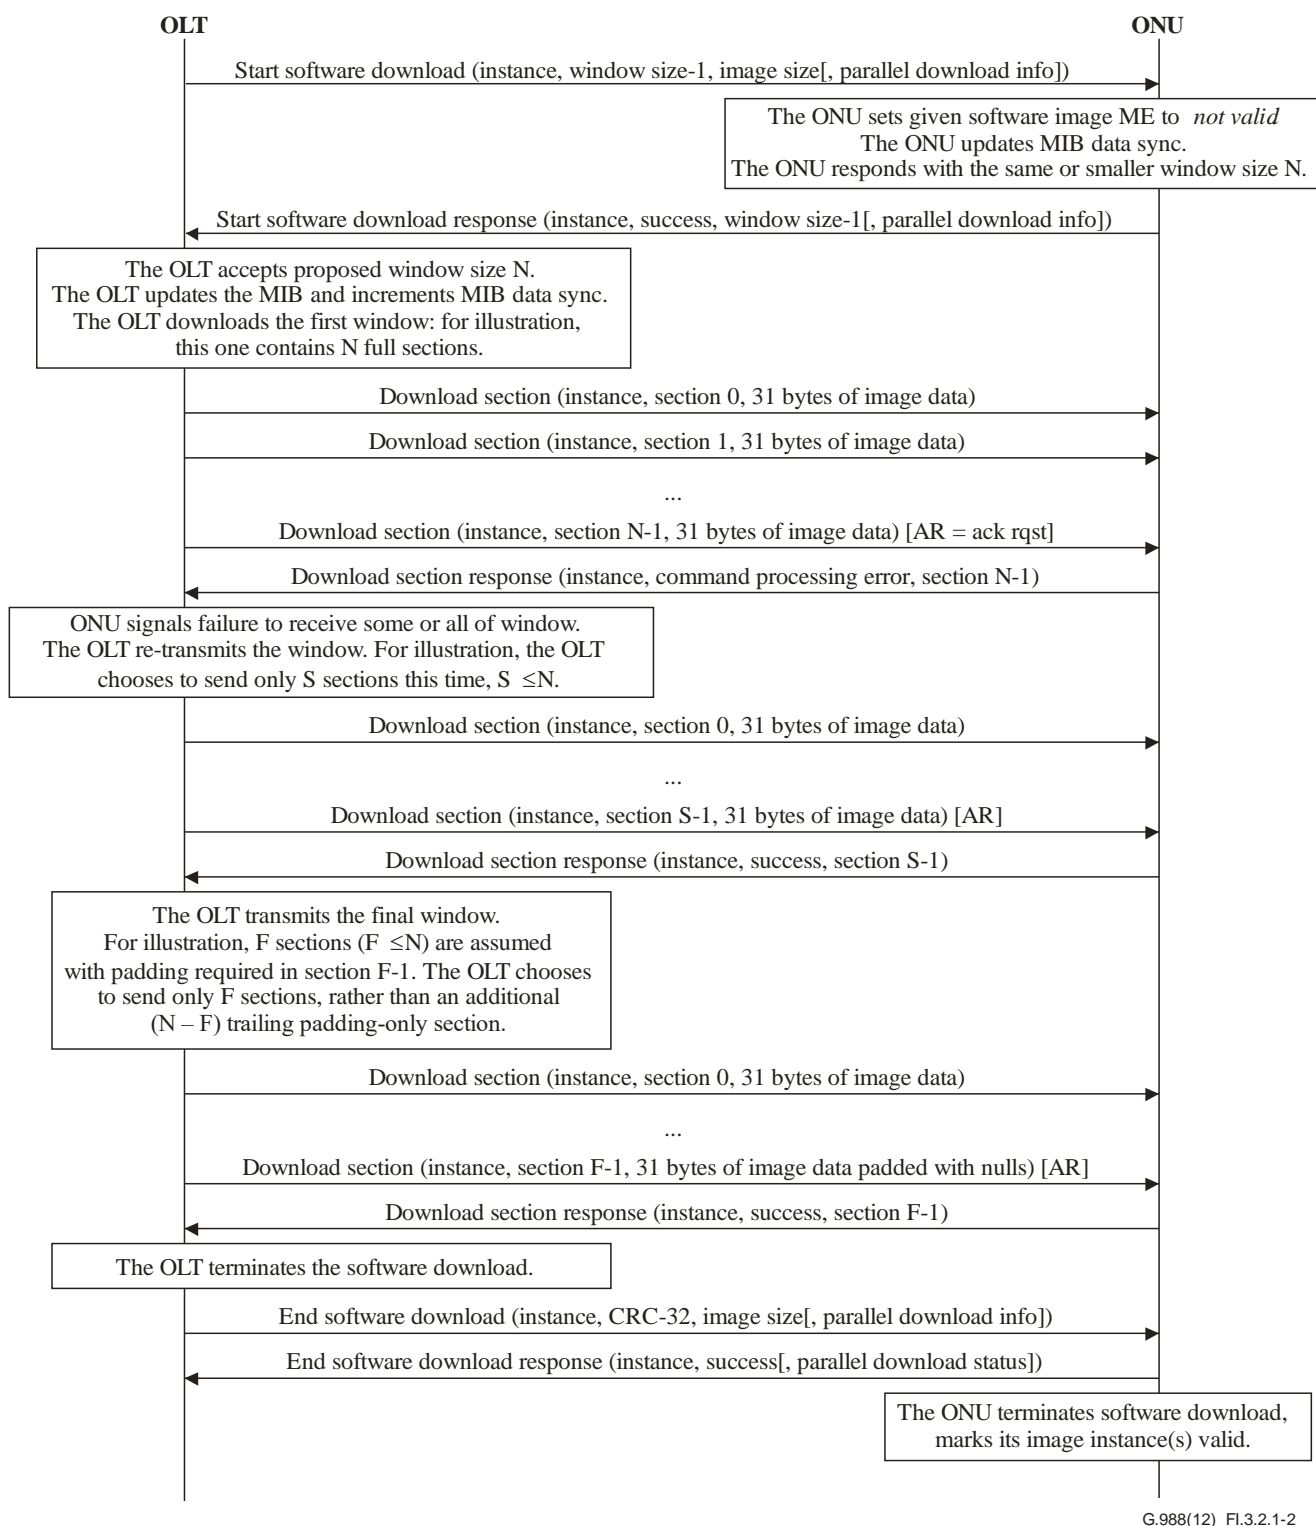 OLT
ONU
Start software download (instance, window size-1, image size[, parallel download info])
The ONU sets given software image ME to not valid
The ONU updates MIB data sync.
The ONU responds with the same or smaller window size N.
Start software download response (instance, success, window size-1[, parallel download info])
The OLT accepts proposed window size N.
The OLT updates the MIB and increments MIB data sync.
The OLT downloads the first window: for illustration,
this one contains N full sections.
Download section (instance, section 0, 31 bytes of image data)
Download section (instance, section 1, 31 bytes of image data)
...
Download section (instance, section N-1, 31 bytes of image data) [AR = ack rqst]
Download section response (instance, command processing error, section N-1)
ONU signals failure to receive some or all of window.
The OLT re-transmits the window. For illustration, the OLT
chooses to send only S sections this time, S ≤N.
Download section (instance, section 0, 31 bytes of image data)
...
Download section (instance, section S-1, 31 bytes of image data) [AR]
Download section response (instance, success, section S-1)
The OLT transmits the final window.
For illustration, F sections (F ≤N) are assumed
with padding required in section F-1. The OLT chooses
to send only F sections, rather than an additional
(N – F) trailing padding-only section.
Download section (instance, section 0, 31 bytes of image data)
...
Download section (instance, section F-1, 31 bytes of image data padded with nulls) [AR]
Download section response (instance, success, section F-1)
The OLT terminates the software download.
End software download (instance, CRC-32, image size[, parallel download info])
End software download response (instance, success[, parallel download status])
The ONU terminates software download,
marks its image instance(s) valid.
G.988(12)_FI.3.2.1-2